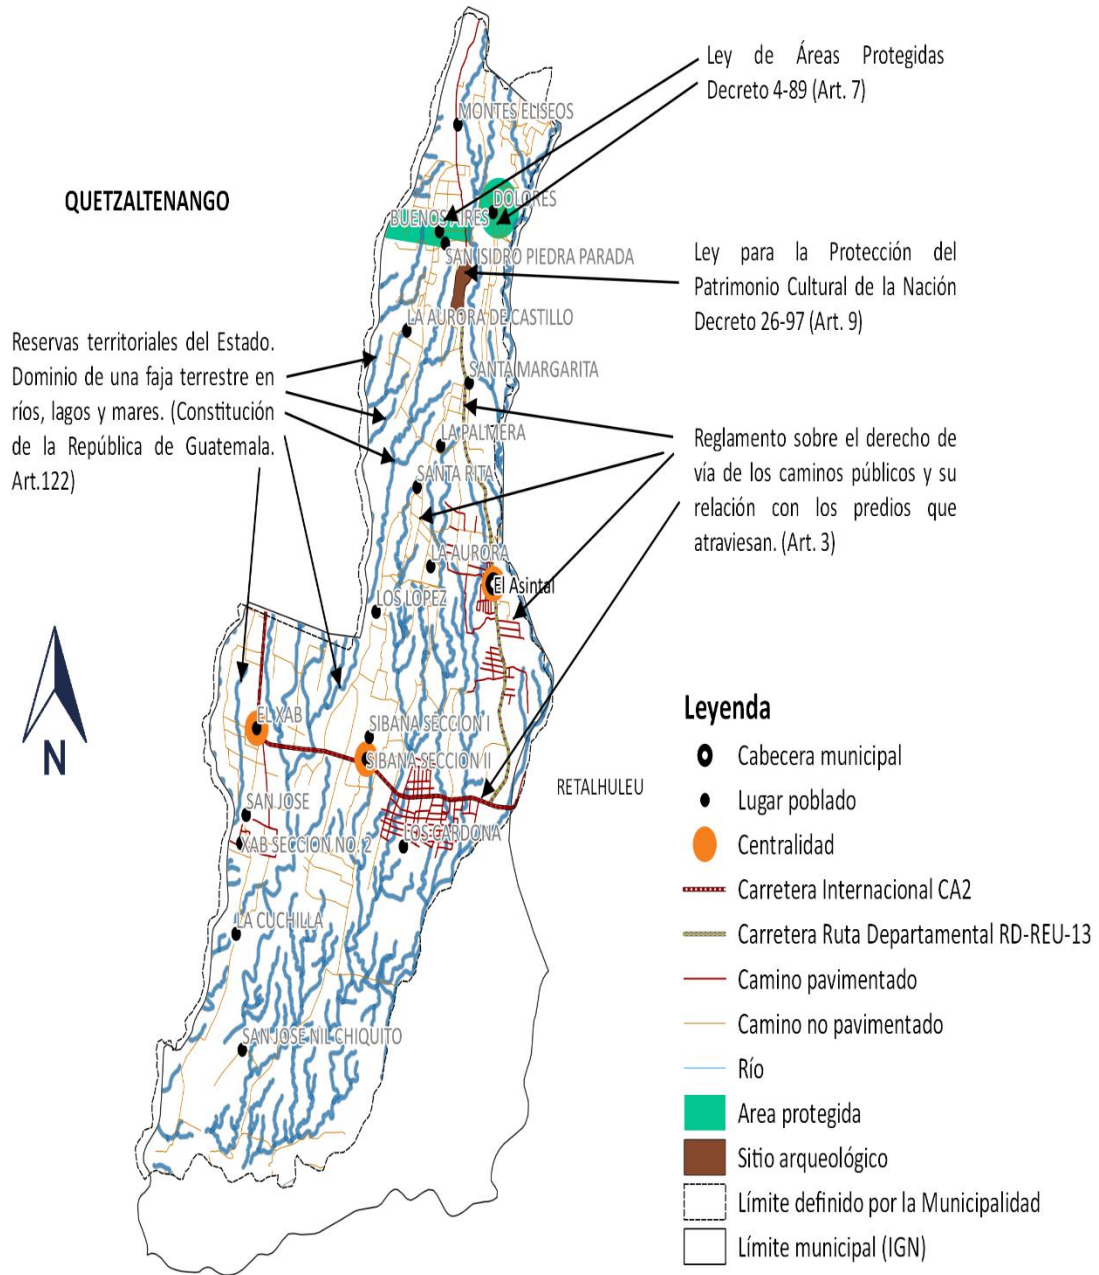 Ley de Áreas Protegidas
Decreto 4-89 (Art. 7)
MONTES ELISEOS
QUETZALTENANGO
DOLORES
BUENOS AIRES
SAN ISIDRO PIEDRA PARADA
Ley para la Protección del
Patrimonio Cultural de la Nación
Decreto 26-97 (Art. 9)
LA AURORA DE CASTILLO
Reservas territoriales del Estado.
Dominio de una faja terrestre en
ríos, lagos y mares. (Constitución
de la República de Guatemala.
Art.122)
SANTA MARGARITA
LA PALMERA
SANTA RITA
Reglamento sobre el derecho de
vía de los caminos públicos y su
relación con los predios que
atraviesan. (Art. 3)
LA AURORA
El Asintal
LOS LOPEZ
N
EL XAB
SIBANA SECCION I
SIBANA SECCION II
RETALHULEU
SAN JOSE
XAB SECCION NO. 2
LOS CARDONA
LA CUCHILLA
SAN JOSE NIL CHIQUITO
Leyenda
Cabecera municipal
Lugar poblado
Centralidad
Carretera Internacional CA2
Carretera Ruta Departamental RD-REU-13
Camino pavimentado
Camino no pavimentado
Río
Area protegida
Sitio arqueológico
Límite definido por la Municipalidad
Límite municipal (IGN)